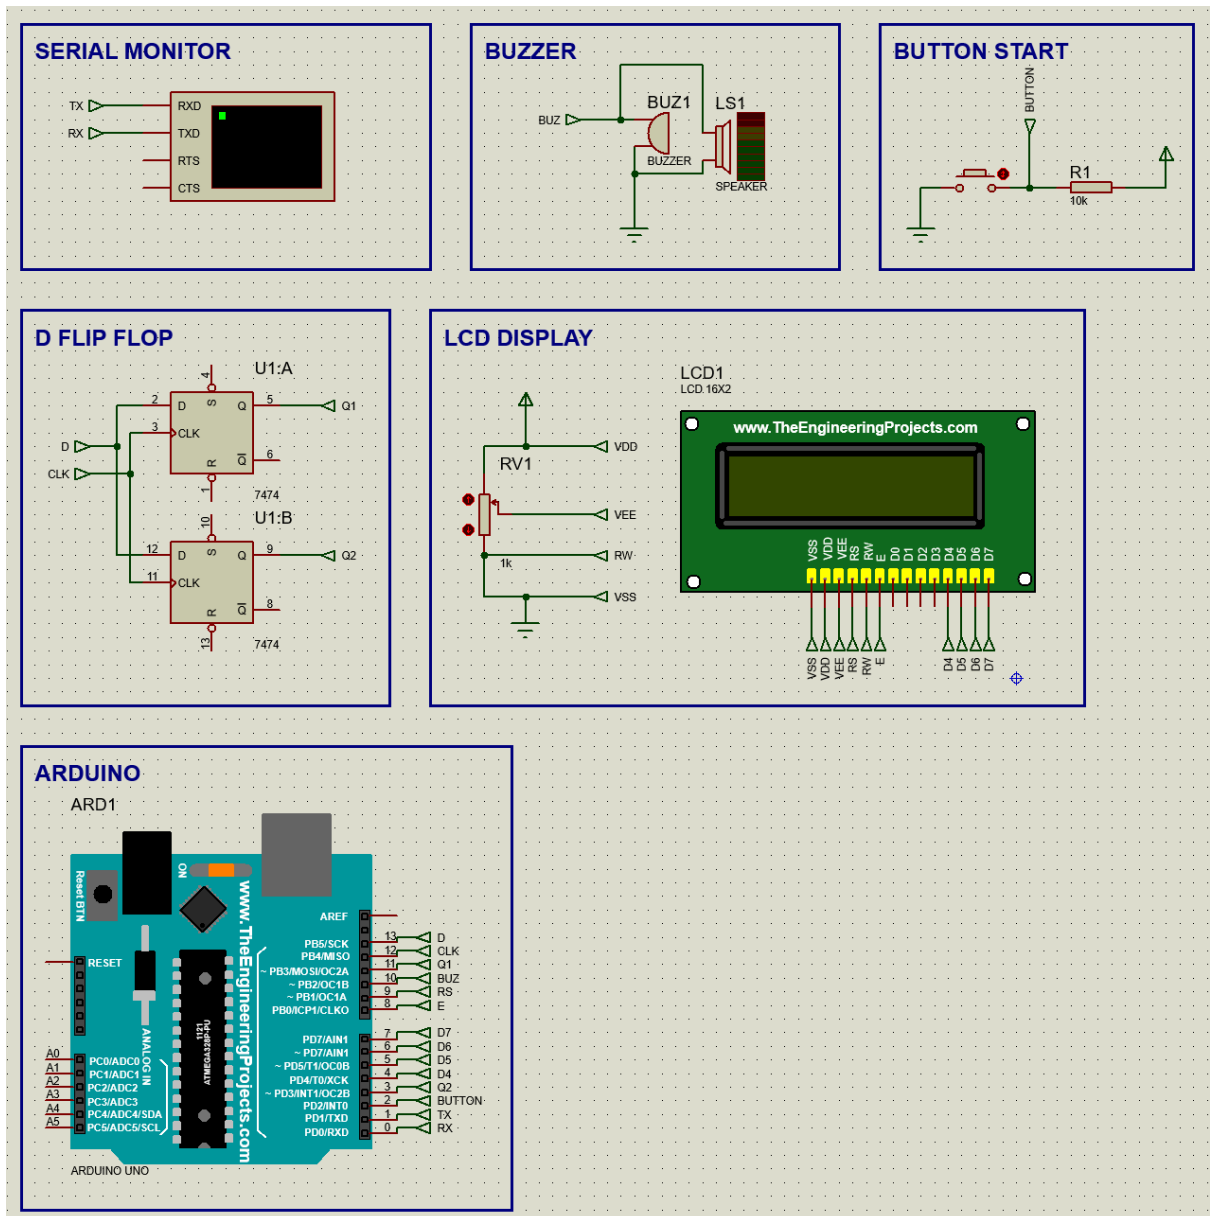 SERIAL MONITOR
TX
RXD
RX
TXD
RTS
CTS
BUZZER
BUZ1
LS1
BUZ
BUZZER
SPEAKER
BUTTON START
BUTTON
R1
10k
D FLIP FLOP
U1:A
4
2 D S Q 5 Q1
3 CLK
D
CLK
R Q 6
1
7474
U1:B
10
12 D S Q 9 Q2
11 CLK
R Q 8
13
7474
LCD DISPLAY
LCD1
LCD 16X2
www.TheEngineeringProjects.com
VDD
RV1
VEE
RW
1k
VSS
VSS VDD VEE RS RW E D0 D1 D2 D3 D4 D5 D6 D7
VSS VDD VEE RS RW E D4 D5 D6 D7
ARDUINO
ARD1
Reset BTN
ON
www.TheEngineeringProjects.com
AREF
PB5/SCK 13 D
PB4/MISO 12 CLK
~ PB3/MOSI/OC2A 11 Q1
~ PB2/OC1B 10 BUZ
~ PB1/OC1A 9 RS
PB0/ICP1/CLKO 8 E
RESET
PD7/AIN1 7 D7
~ PD7/AIN1 6 D6
~ PD5/T1/OC0B 5 D5
PD4/T0/XCK 4 D4
~ PD3/INT1/OC2B 3 Q2
PD2/INT0 2 BUTTON
PD1/TXD 1 TX
PD0/RXD 0 RX
ANALOG IN
1121
ATMEGA328P-PU
A0 PC0/ADC0
A1 PC1/ADC1
A2 PC2/ADC2
A3 PC3/ADC3
A4 PC4/ADC4/SDA
A5 PC5/ADC5/SCL
ARDUINO UNO